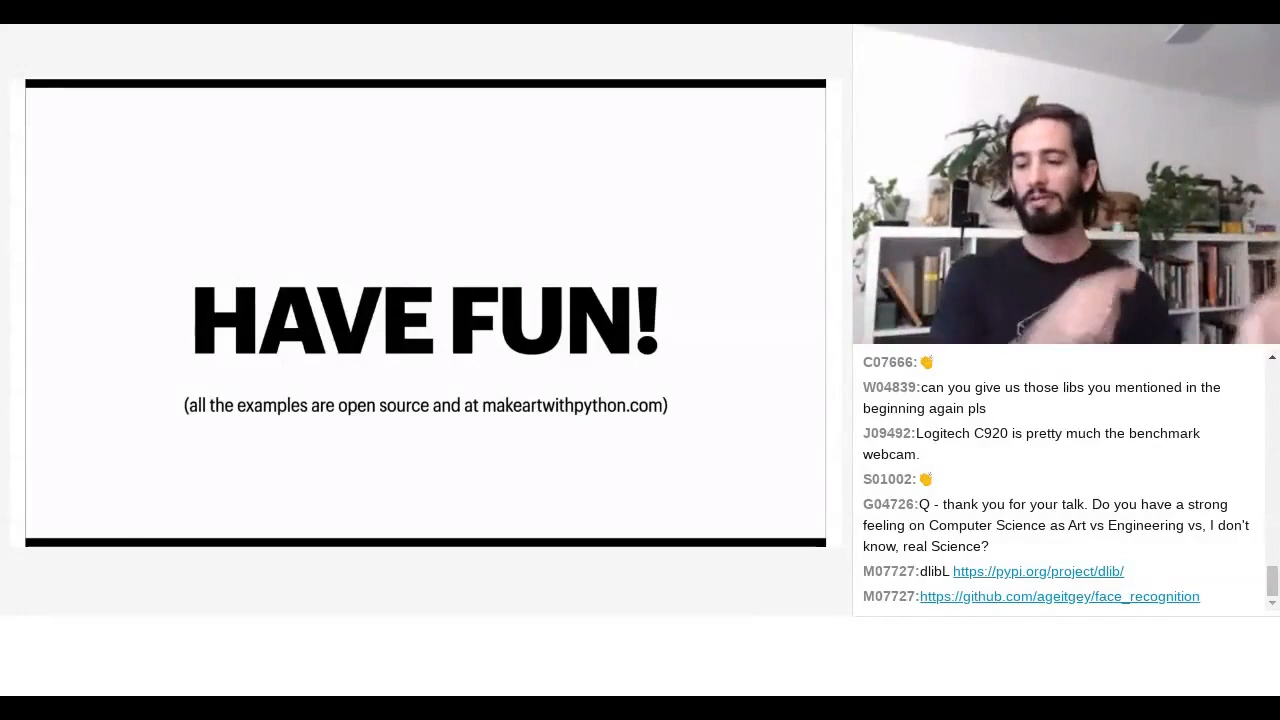 HAVE FUN!
(all the examples are open source and at makeartwithpython.com)
C07666:👏
W04839:can you give us those libs you mentioned in the
beginning again pls
J09492:Logitech C920 is pretty much the benchmark
webcam.
S01002:👏
G04726:Q - thank you for your talk. Do you have a strong
feeling on Computer Science as Art vs Engineering vs, I don't
know, real Science?
M07727:dlibL https://pypi.org/project/dlib/
M07727:https://github.com/ageitgey/face_recognition